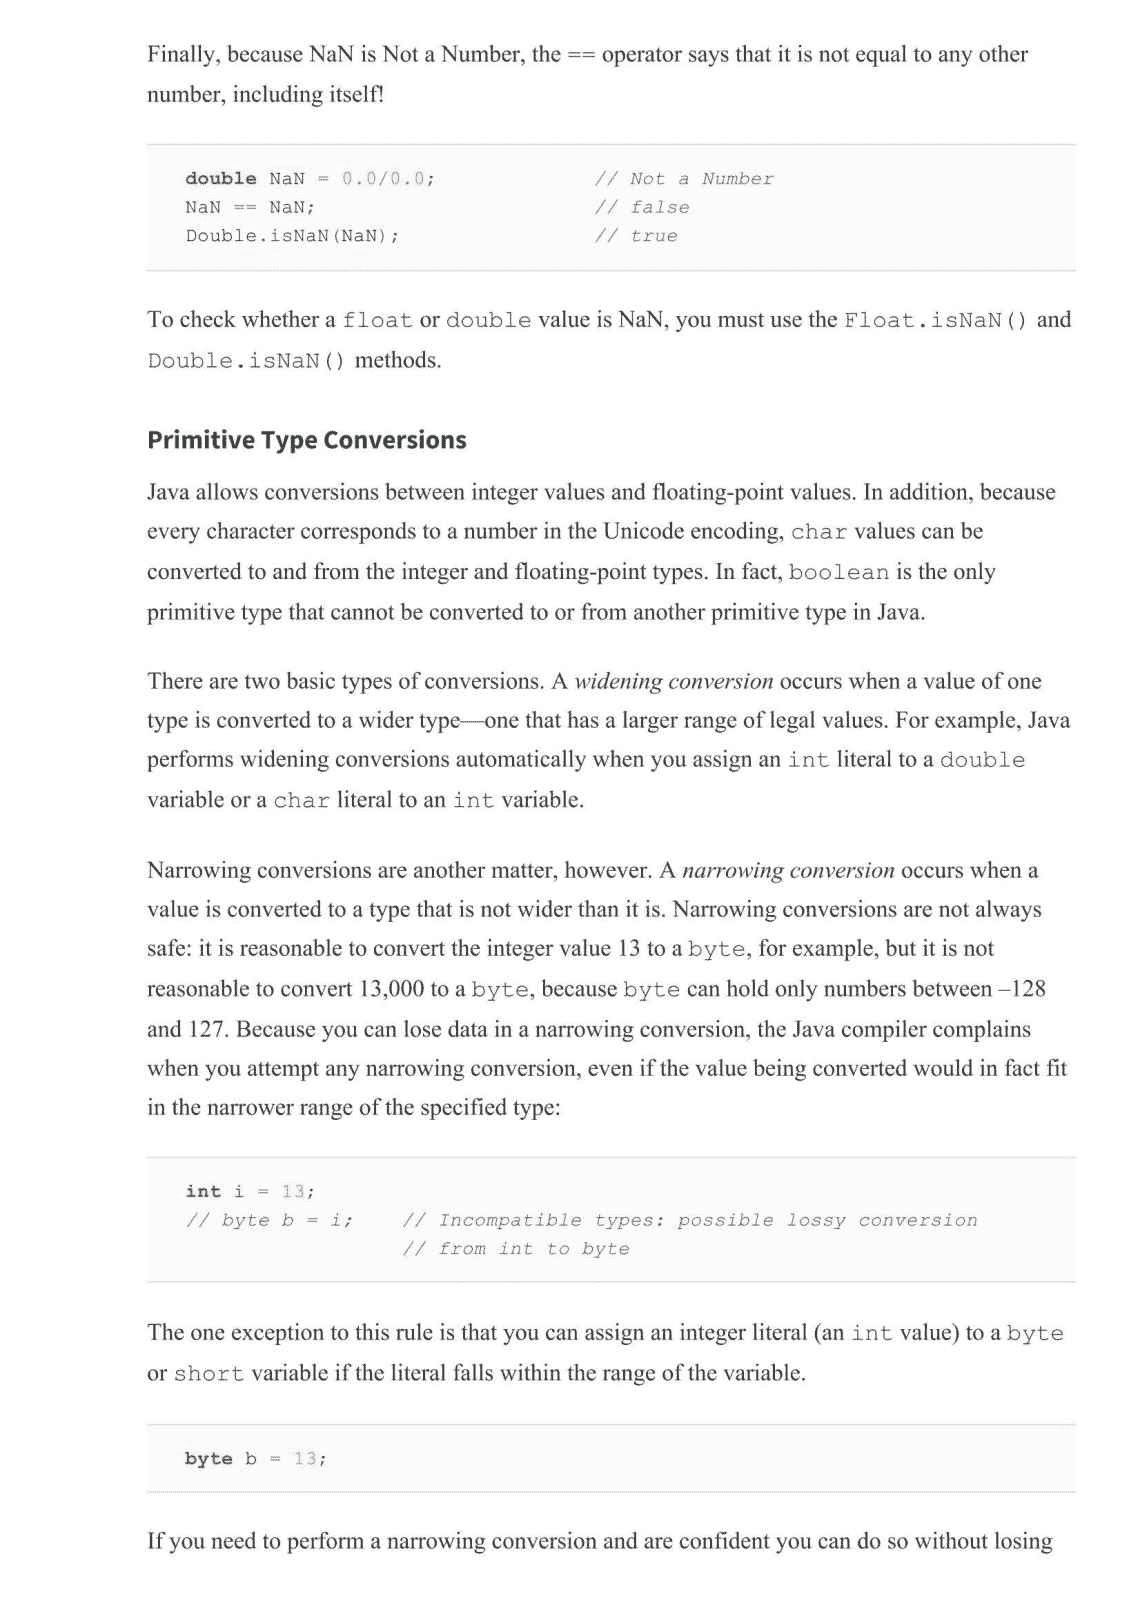 Finally, because NaN is Not a Number, the == operator says that it is not equal to any other
number, including itself!
double NaN = 0.0/0.0; // Not a Number
NaN == NaN; // false
Double.isNaN(NaN); // true
To check whether a float or double value is NaN, you must use the Float.isNaN() and
Double.isNaN() methods.
Primitive Type Conversions
Java allows conversions between integer values and floating-point values. In addition, because
every character corresponds to a number in the Unicode encoding, char values can be
converted to and from the integer and floating-point types. In fact, boolean is the only
primitive type that cannot be converted to or from another primitive type in Java.
There are two basic types of conversions. A widening conversion occurs when a value of one
type is converted to a wider type—one that has a larger range of legal values. For example, Java
performs widening conversions automatically when you assign an int literal to a double
variable or a char literal to an int variable.
Narrowing conversions are another matter, however. A narrowing conversion occurs when a
value is converted to a type that is not wider than it is. Narrowing conversions are not always
safe: it is reasonable to convert the integer value 13 to a byte, for example, but it is not
reasonable to convert 13,000 to a byte, because byte can hold only numbers between –128
and 127. Because you can lose data in a narrowing conversion, the Java compiler complains
when you attempt any narrowing conversion, even if the value being converted would in fact fit
in the narrower range of the specified type:
int i = 13;
// byte b = i; // Incompatible types: possible lossy conversion
// from int to byte
The one exception to this rule is that you can assign an integer literal (an int value) to a byte
or short variable if the literal falls within the range of the variable.
byte b = 13;
If you need to perform a narrowing conversion and are confident you can do so without losing